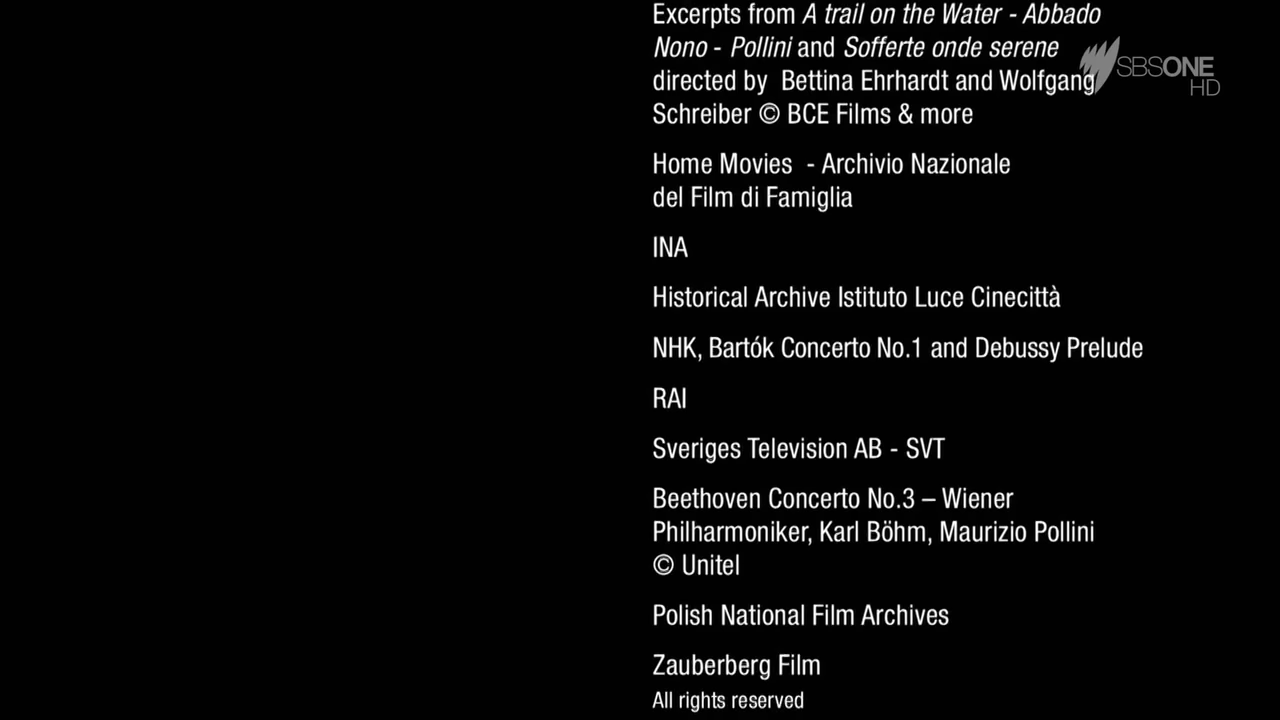 Excerpts from A trail on the Water - Abbado
Nono - Pollini and Sofferte onde serene
directed by Bettina Ehrhardt and Wolfgang
Schreiber © BCE Films & more
SBSONE
HD
Home Movies - Archivio Nazionale
del Film di Famiglia
INA
Historical Archive Istituto Luce Cinecittà
NHK, Bartók Concerto No.1 and Debussy Prelude
RAI
Sveriges Television AB - SVT
Beethoven Concerto No.3 – Wiener
Philharmoniker, Karl Böhm, Maurizio Pollini
© Unitel
Polish National Film Archives
Zauberberg Film
All rights reserved